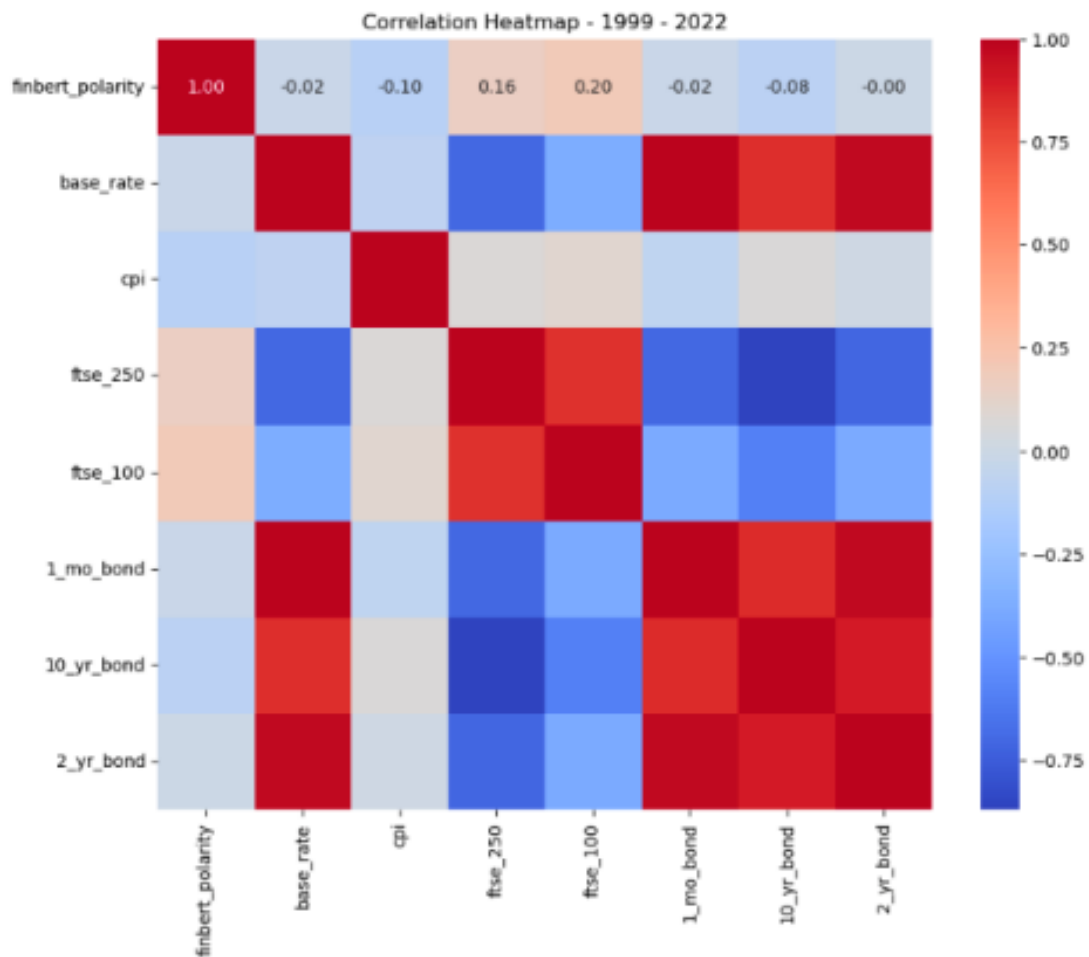 Correlation Heatmap - 1999 - 2022
finbert_polarity
1.00 -0.02 -0.10 0.16 0.20 -0.02 -0.08 -0.00
base_rate
cpi
ftse_250
ftse_100
1_mo_bond
10_yr_bond
2_yr_bond
finbert_polarity
base_rate
cpi
ftse_250
ftse_100
1_mo_bond
10_yr_bond
2_yr_bond
1.00
0.75
0.50
0.25
0.00
−0.25
−0.50
−0.75